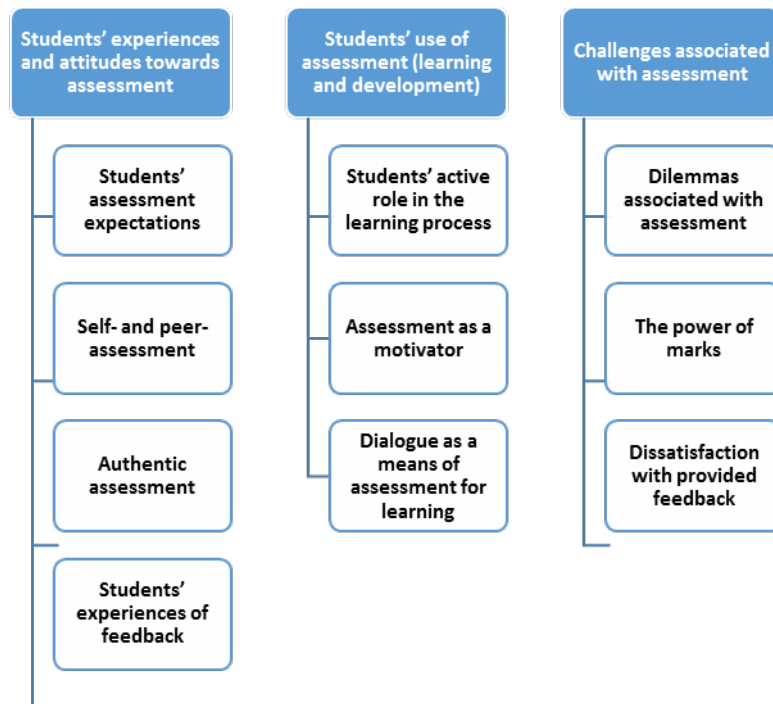 Students’ experiences
and attitudes towards
assessment
Students’
assessment
expectations
Self- and peer-
assessment
Authentic
assessment
Students’
experiences of
feedback
Students’ use of
assessment (learning
and development)
Students’ active
role in the
learning process
Assessment as a
motivator
Dialogue as a
means of
assessment for
learning
Challenges associated
with assessment
Dilemmas
associated with
assessment
The power of
marks
Dissatisfaction
with provided
feedback